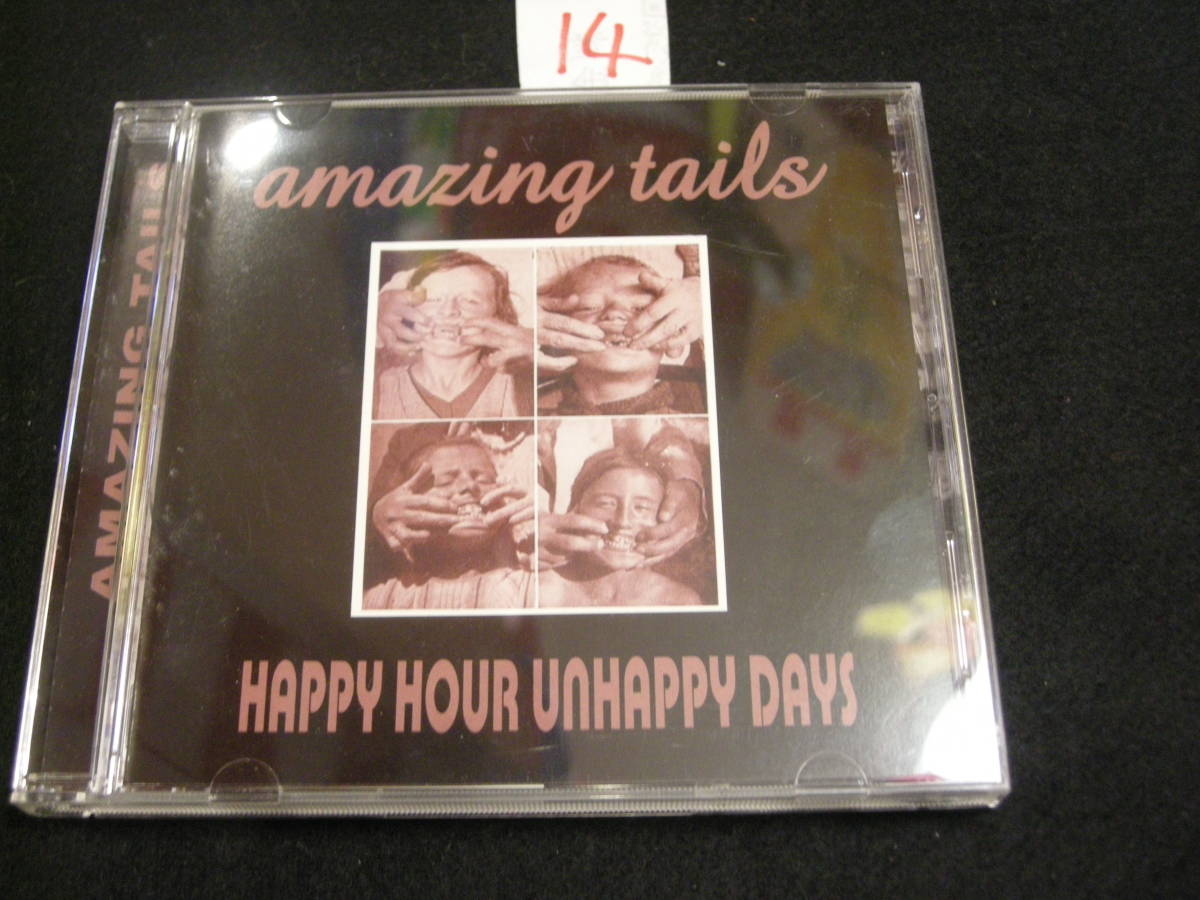 14
amazing tails
HAPPY HOUR UNHAPPY DAYS
AMAZING TAILS